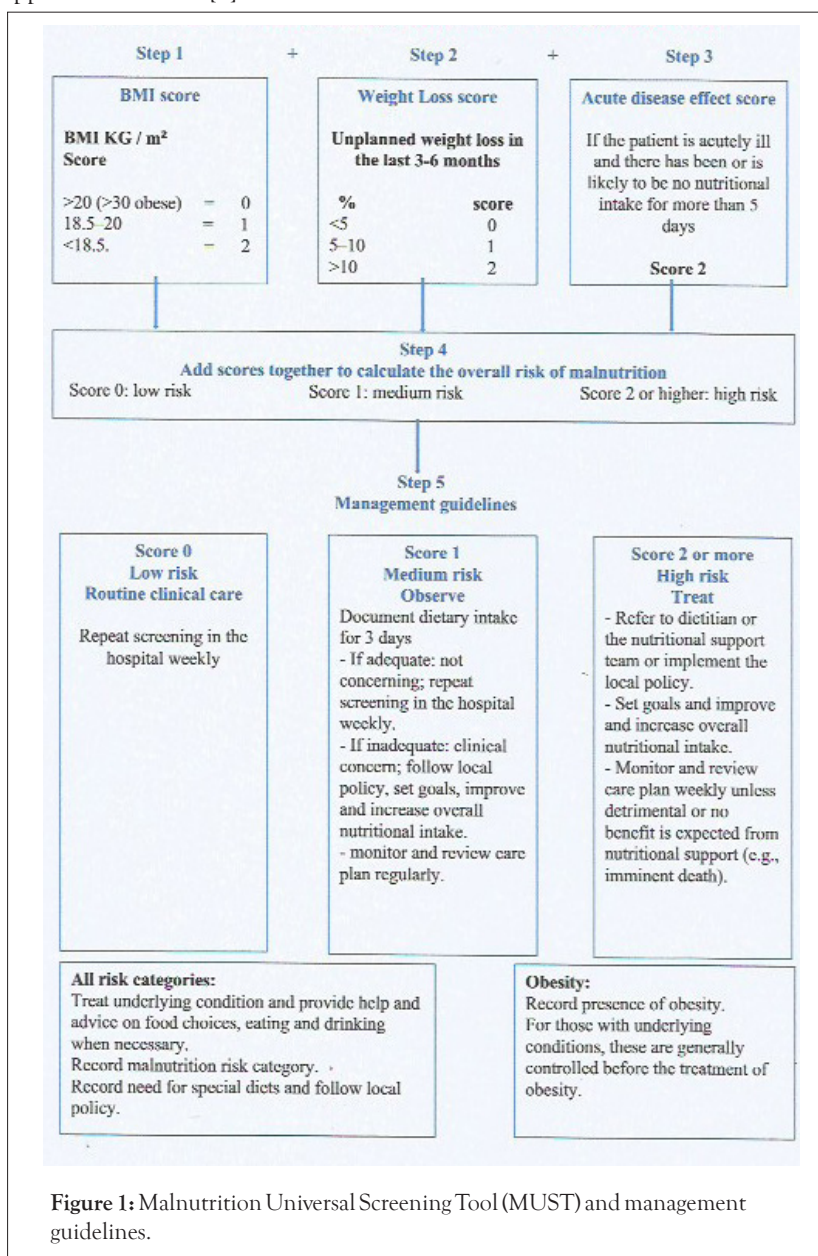 Step 1 + Step 2 + Step 3
BMI score
BMI KG / m²
Score
>20 (>30 obese) = 0
18.5–20 = 1
<18.5. = 2
Weight Loss score
Unplanned weight loss in
the last 3-6 months
% score
<5 0
5–10 1
>10 2
Acute disease effect score
If the patient is acutely ill
and there has been or is
likely to be no nutritional
intake for more than 5
days
Score 2
Step 4
Add scores together to calculate the overall risk of malnutrition
Score 0: low risk Score 1: medium risk Score 2 or higher: high risk
Step 5
Management guidelines
Score 0
Low risk
Routine clinical care
Repeat screening in the
hospital weekly
Score 1
Medium risk
Observe
Document dietary intake
for 3 days
- If adequate: not
concerning; repeat
screening in the hospital
weekly.
- If inadequate: clinical
concern; follow local
policy, set goals, improve
and increase overall
nutritional intake.
- monitor and review care
plan regularly.
Score 2 or more
High risk
Treat
- Refer to dietitian or
the nutritional support
team or implement the
local policy.
- Set goals and improve
and increase overall
nutritional intake.
- Monitor and review
care plan weekly unless
detrimental or no
benefit is expected from
nutritional support (e.g.,
imminent death).
All risk categories:
Treat underlying condition and provide help and
advice on food choices, eating and drinking
when necessary.
Record malnutrition risk category.
Record need for special diets and follow local
policy.
Obesity:
Record presence of obesity.
For those with underlying
conditions, these are generally
controlled before the treatment of
obesity.
Figure 1: Malnutrition Universal Screening Tool (MUST) and management
guidelines.